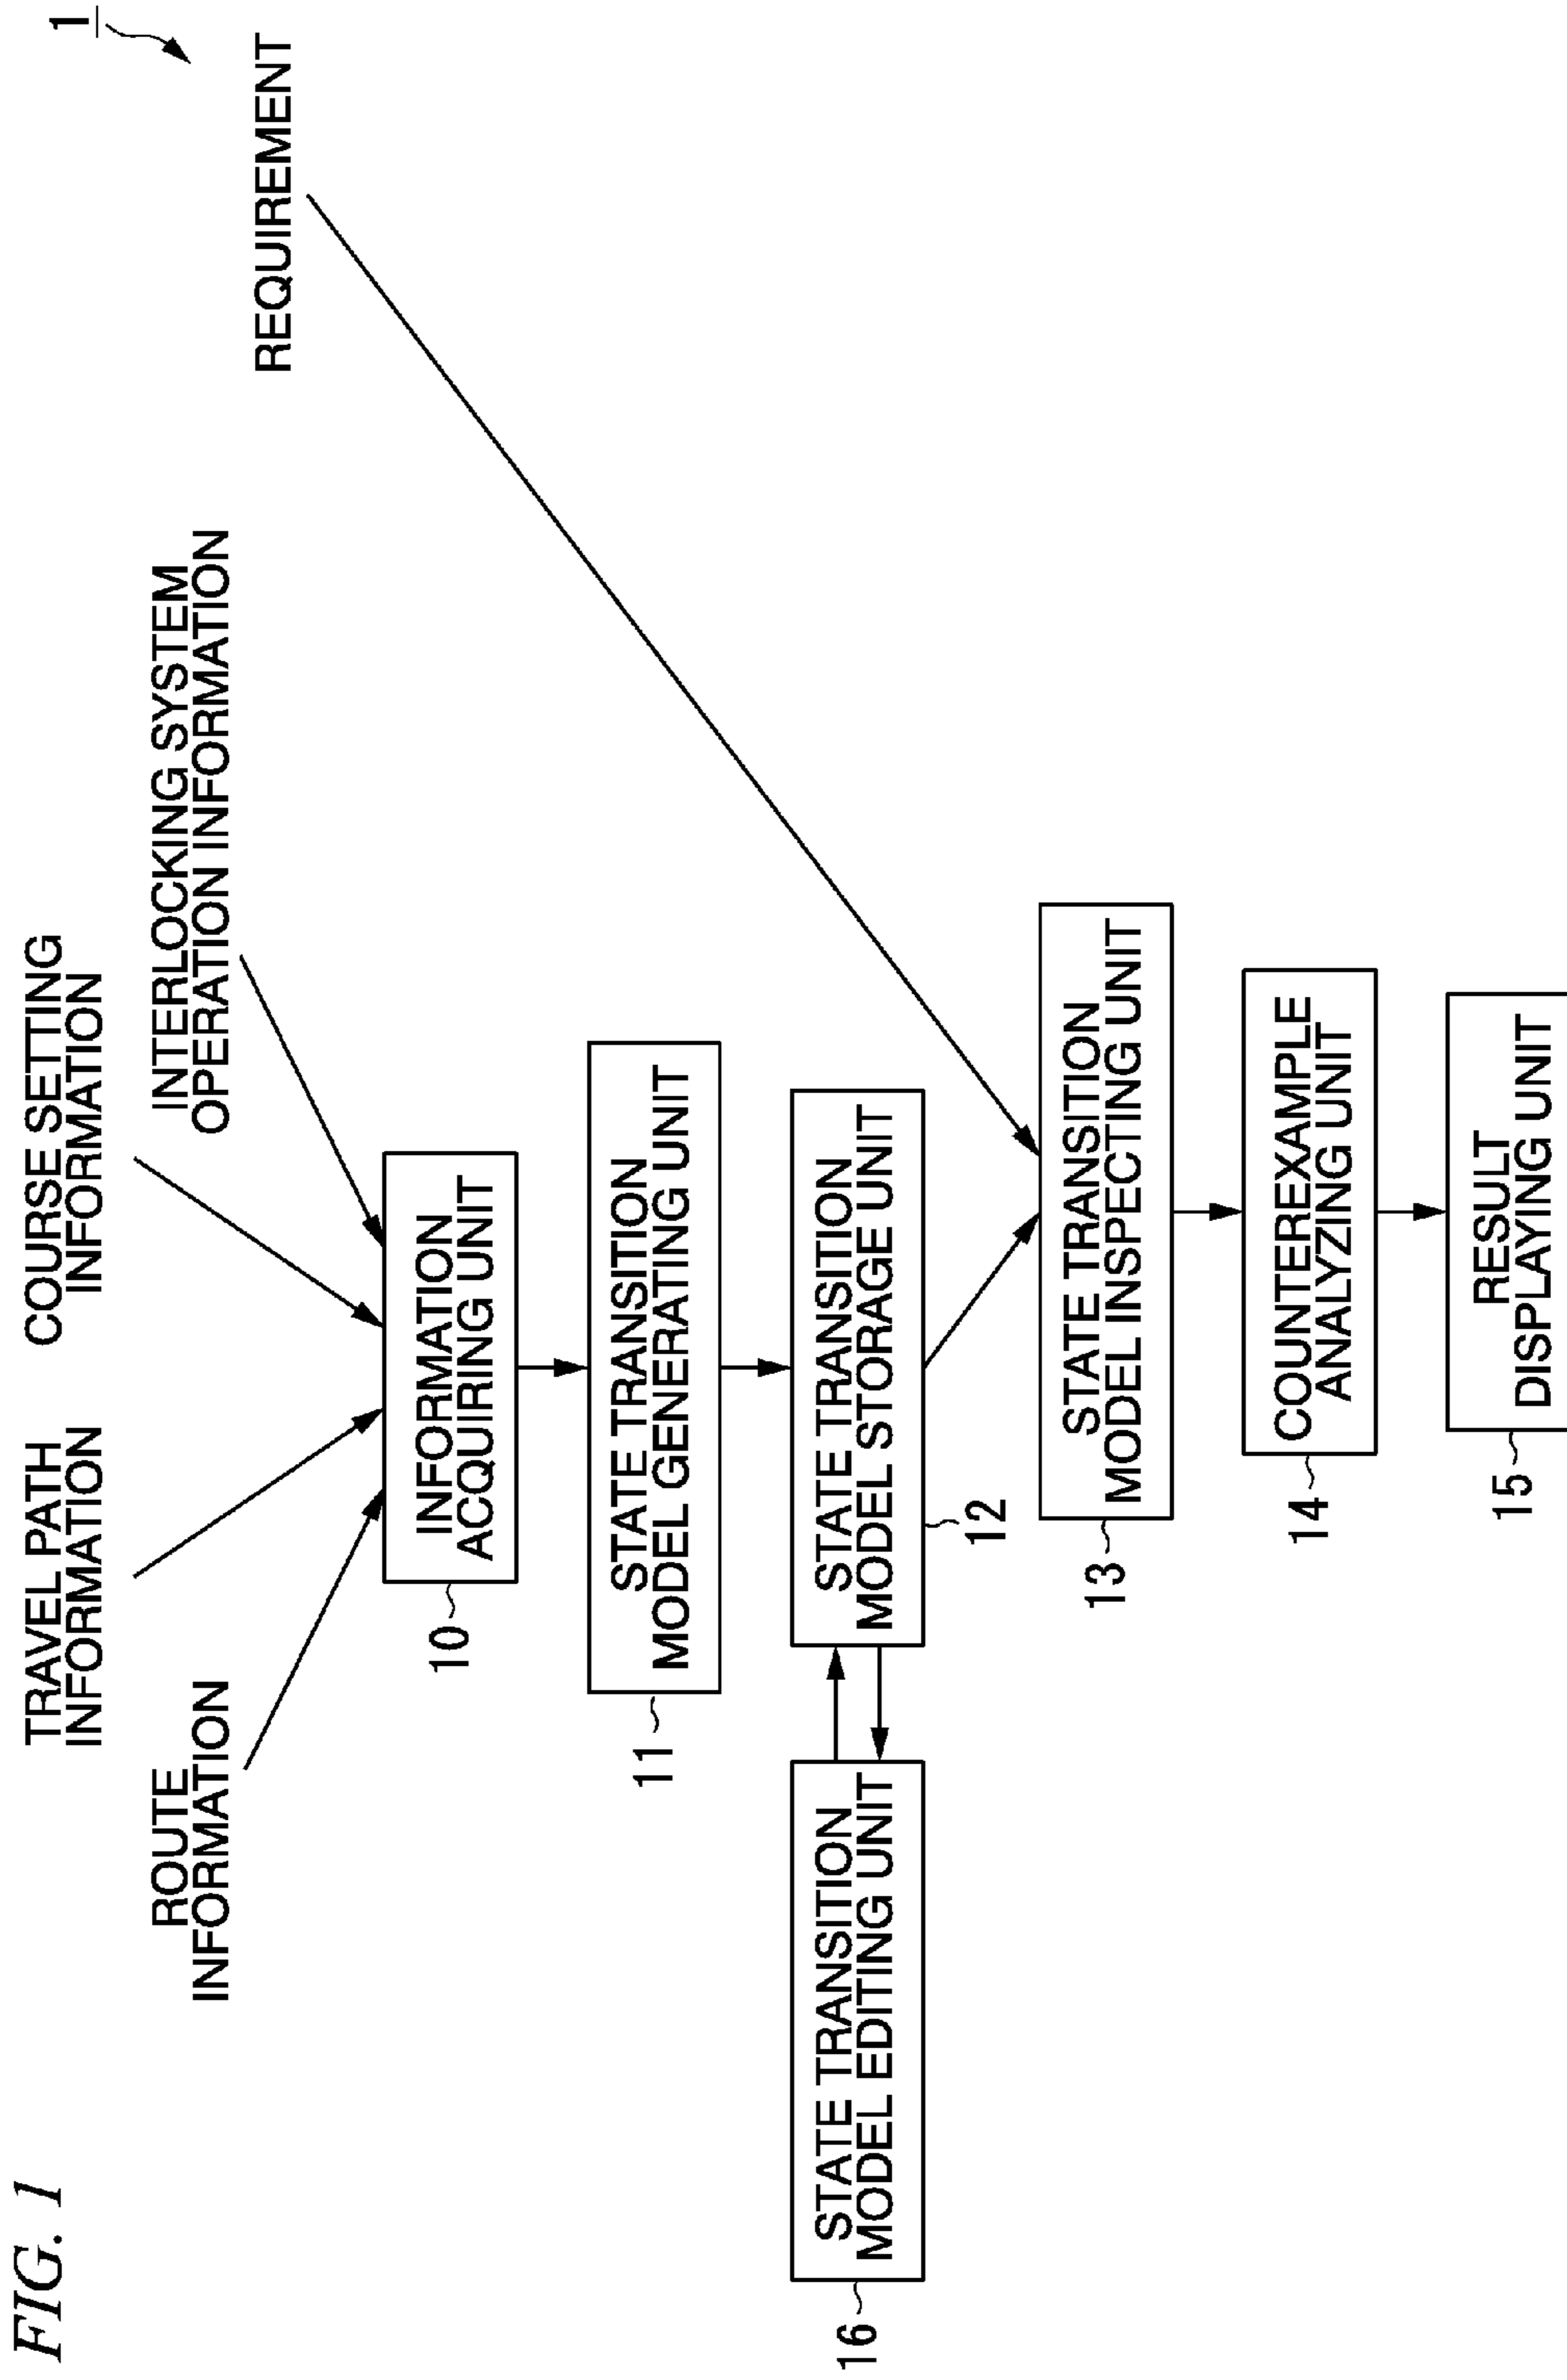 FIG. 1
1
TRAVEL PATH
INFORMATION
COURSE SETTING
INFORMATION
ROUTE
INFORMATION
INTERLOCKING SYSTEM
OPERATION INFORMATION
REQUIREMENT
10
INFORMATION
ACQUIRING UNIT
11
STATE TRANSITION
MODEL GENERATING UNIT
16
STATE TRANSITION
MODEL EDITING UNIT
STATE TRANSITION
MODEL STORAGE UNIT
12
13
STATE TRANSITION
MODEL INSPECTING UNIT
14
COUNTEREXAMPLE
ANALYZING UNIT
15
RESULT
DISPLAYING UNIT